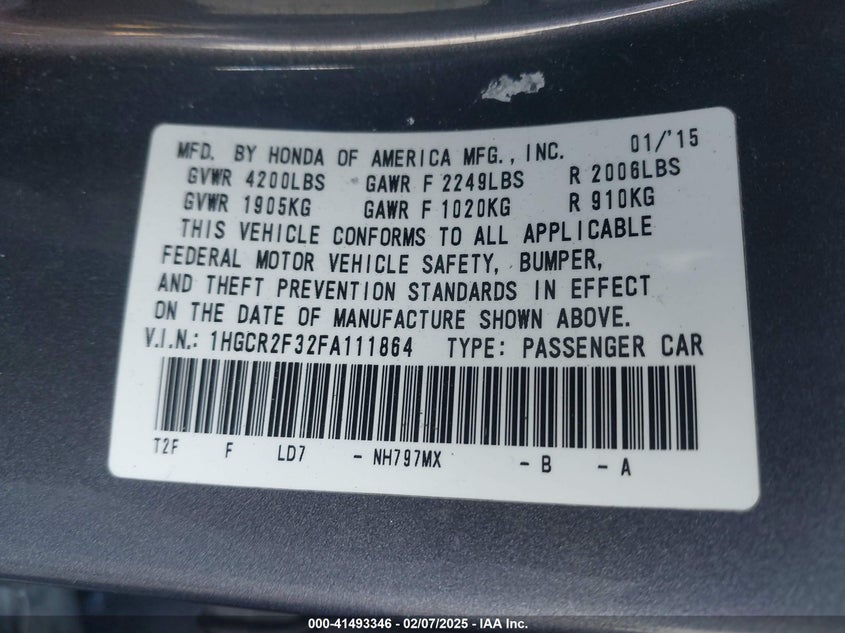 MFD. BY HONDA OF AMERICA MFG., INC. 01/'15
GVWR 4200LBS GAWR F 2249LBS R 2006LBS
GVWR 1905KG GAWR F 1020KG R 910KG
THIS VEHICLE CONFORMS TO ALL APPLICABLE
FEDERAL MOTOR VEHICLE SAFETY, BUMPER,
AND THEFT PREVENTION STANDARDS IN EFFECT
ON THE DATE OF MANUFACTURE SHOWN ABOVE.
V.I.N.: 1HGCR2F32FA111864 TYPE: PASSENGER CAR
T2F F LD7 - NH797MX - B - A
000-41493346 / 02/07/2025 - IAA Inc.